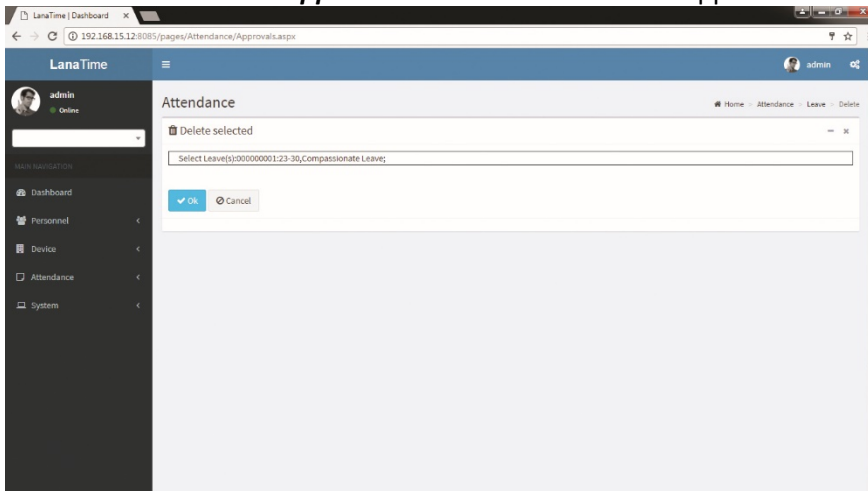 LanaTime | Dashboard
192.168.15.12:8085/pages/Attendance/Approvals.aspx
LanaTime
admin
admin
Online
Attendance
Home > Attendance > Leave > Delete
Delete selected
Select Leave(s):000000001:23-30,Compassionate Leave;
MAIN NAVIGATION
Ok
Cancel
Dashboard
Personnel
Device
Attendance
System